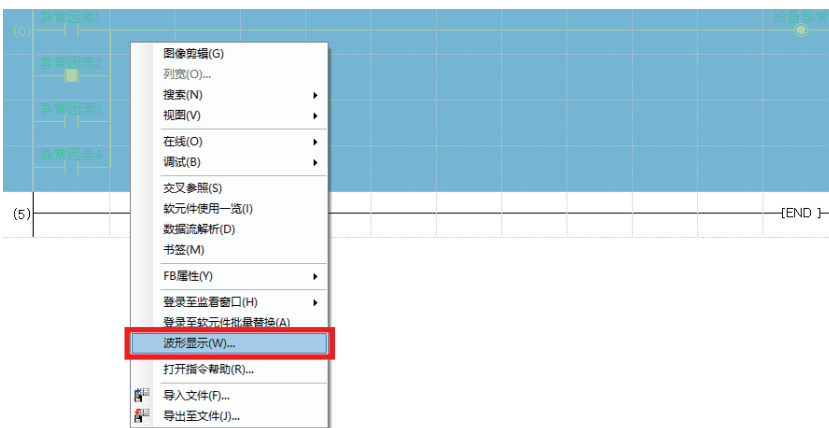 异常因素1
设备异常
(0)
异常因素2
异常因素3
异常因素4
(5)
[END ]
图像剪辑(G)
列宽(O)...
搜索(N)
视图(V)
在线(O)
调试(B)
交叉参照(S)
软元件使用一览(I)
数据流解析(D)
书签(M)
FB属性(Y)
登录至监看窗口(H)
登录至软元件批量替换(A)
波形显示(W)...
打开指令帮助(R)...
导入文件(F)...
导出至文件(J)...